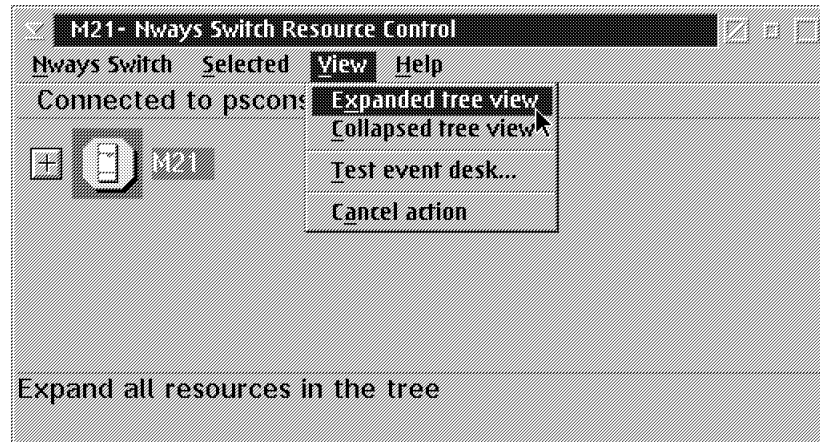 M21- Nways Switch Resource Control
Nways Switch Selected View Help
Connected to pscons
Expanded tree view
Collapsed tree view
M21
Test event desk...
Cancel action
Expand all resources in the tree